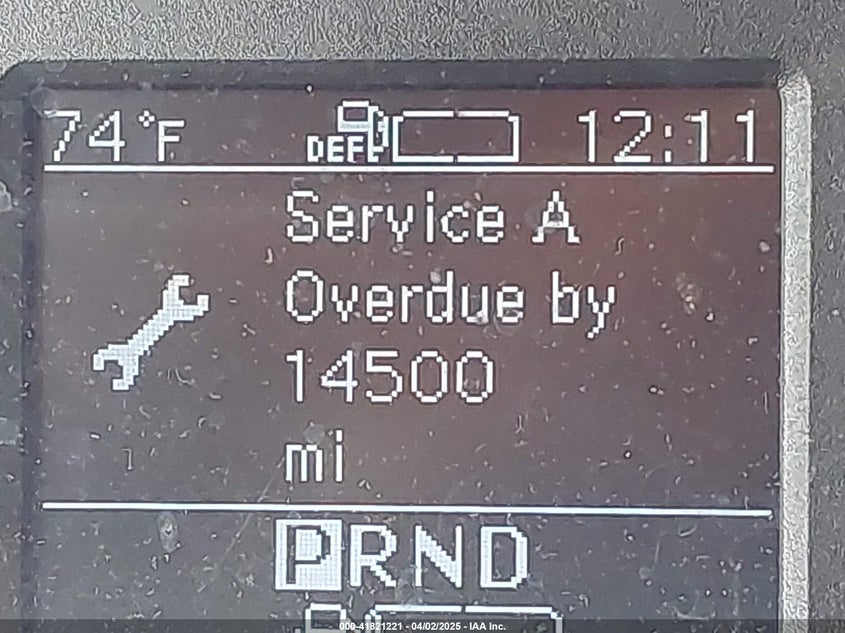 74°F DEF 12:11
Service A
Overdue by
14500
mi
PRND
000-41821221 - 04/02/2025 - IAA Inc.